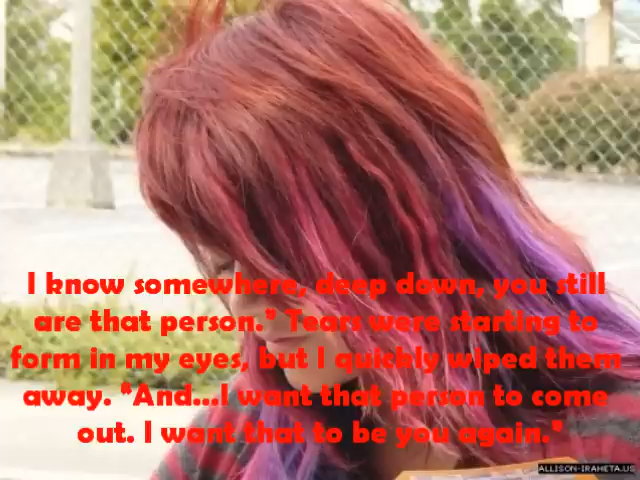 I know somewhere, deep down, you still
are that person." Tears were starting to
form in my eyes, but I quickly wiped them
away. "And...I want that person to come
out. I want that to be you again."
ALLISON-IRAHETA.US